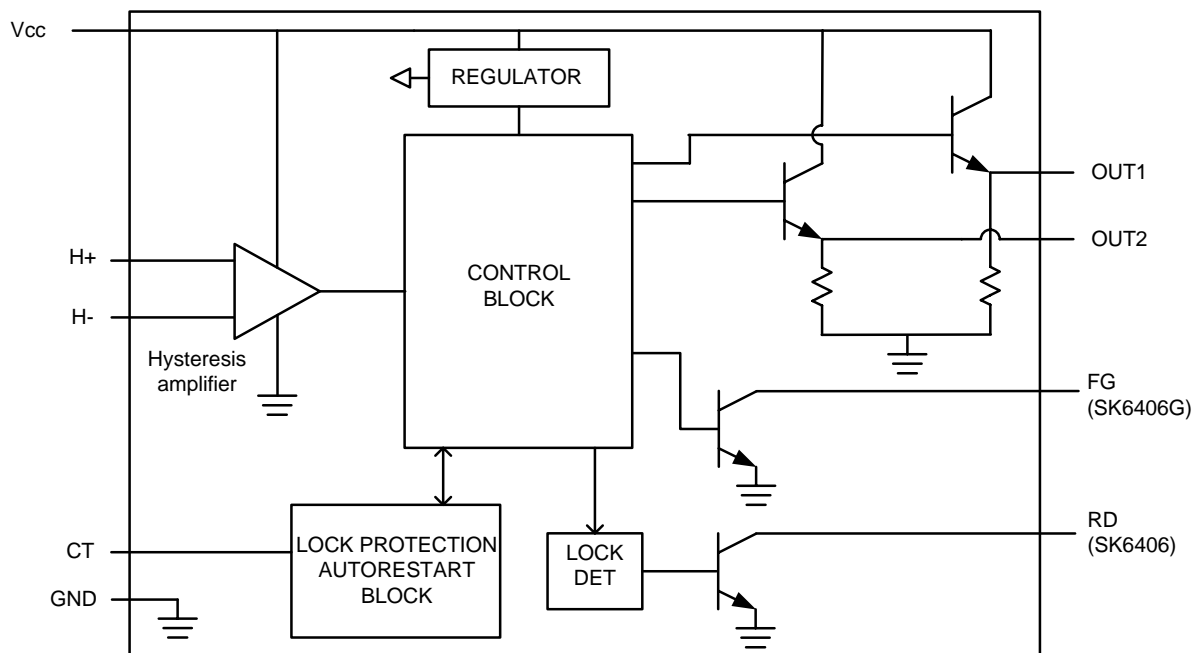 Vcc
REGULATOR
OUT1
OUT2
H+
H-
CONTROL
BLOCK
Hysteresis
amplifier
FG
(SK6406G)
CT
LOCK PROTECTION
AUTORESTART
BLOCK
LOCK
DET
RD
(SK6406)
GND